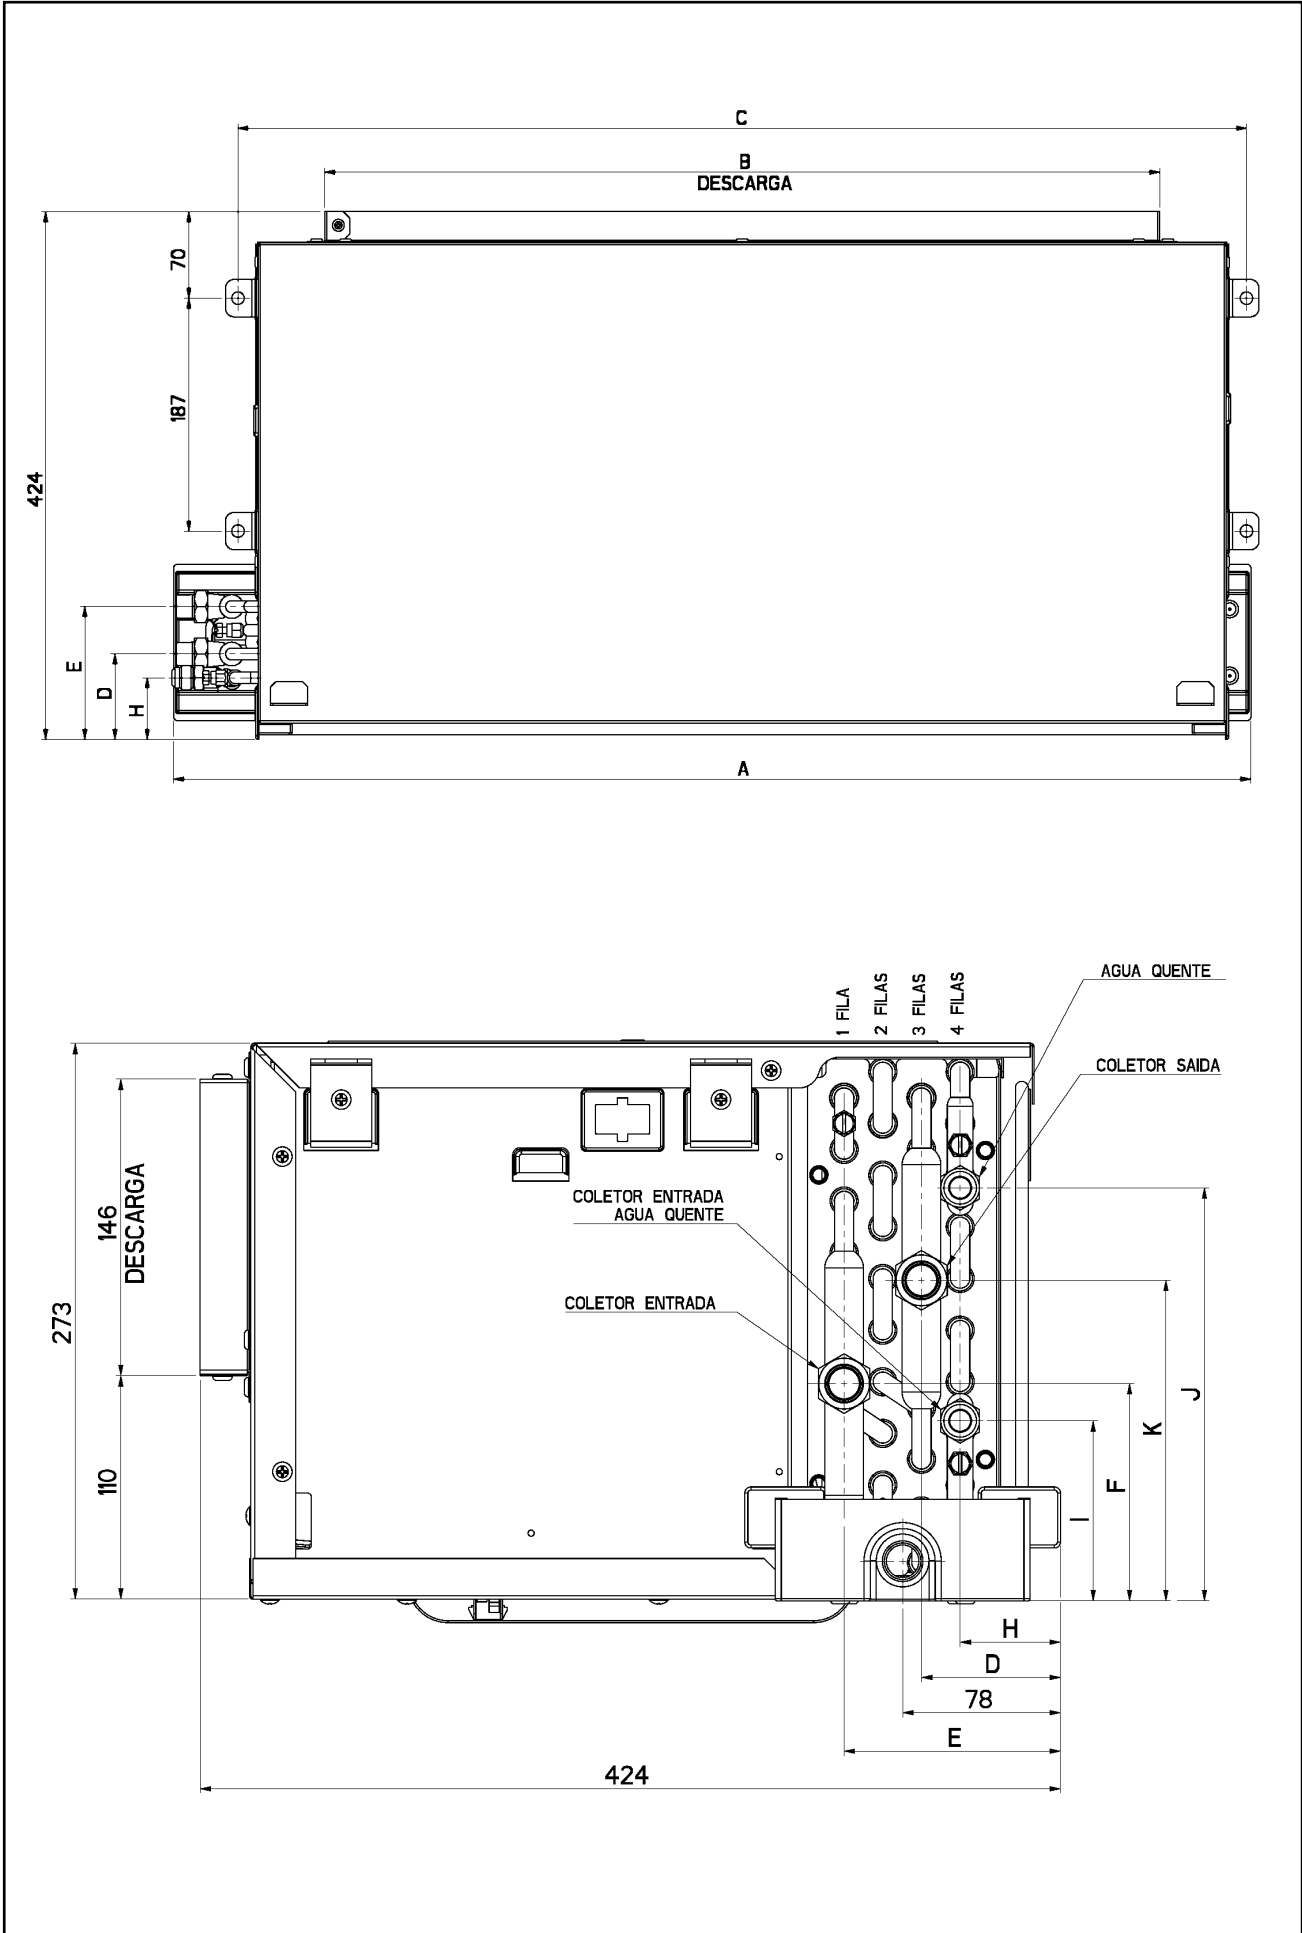 C
B
DESCARGA
70
187
424
E
D
H
A
1 FILA
2 FILAS
3 FILAS
4 FILAS
AGUA QUENTE
COLETOR SAIDA
COLETOR ENTRADA
AGUA QUENTE
COLETOR ENTRADA
146
DESCARGA
273
110
J
K
F
I
H
D
78
E
424